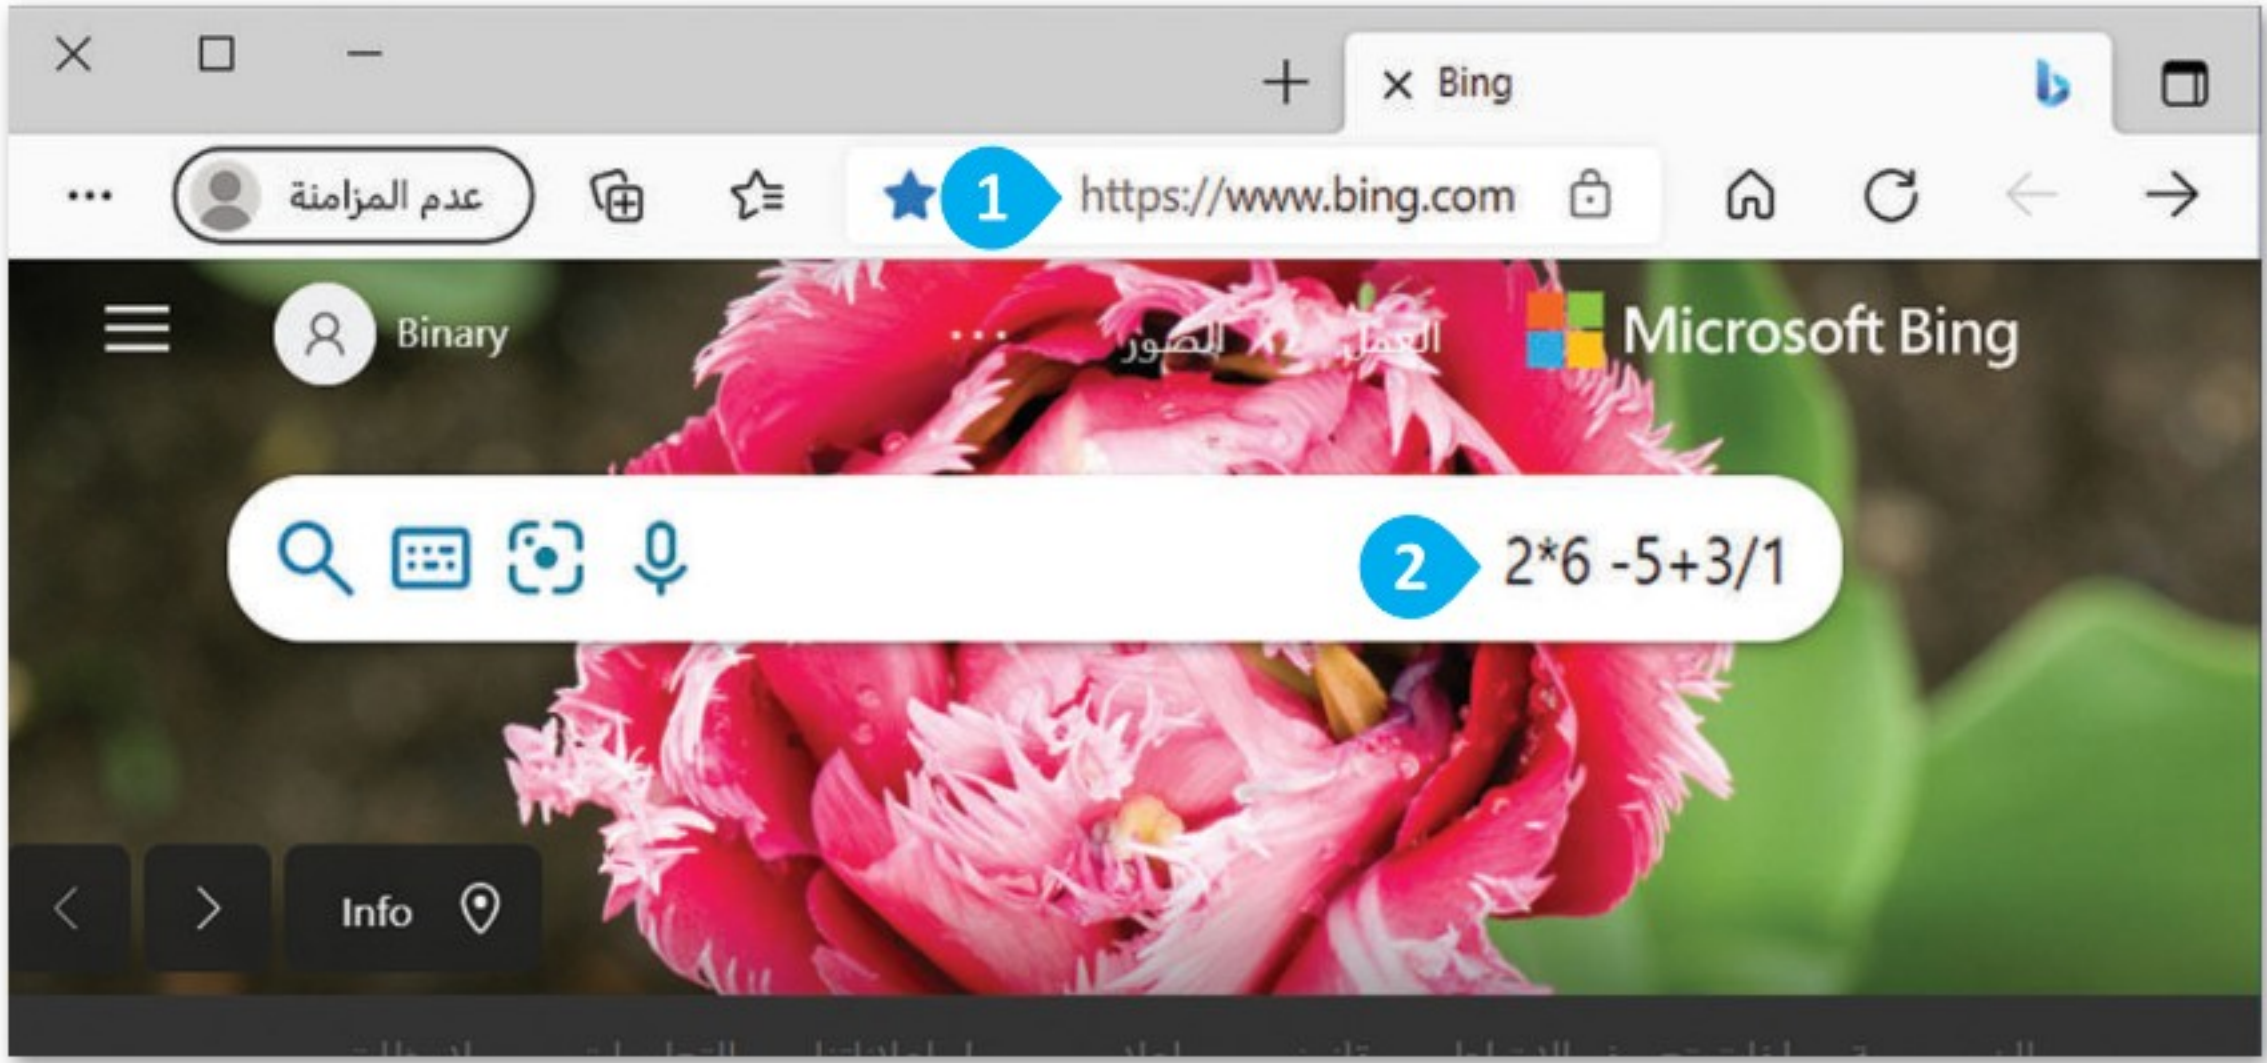 Bing
https://www.bing.com
1
عدم المزامنة
Microsoft Bing
العمل
الصور
...
Binary
2*6 -5+3/1
2
Info